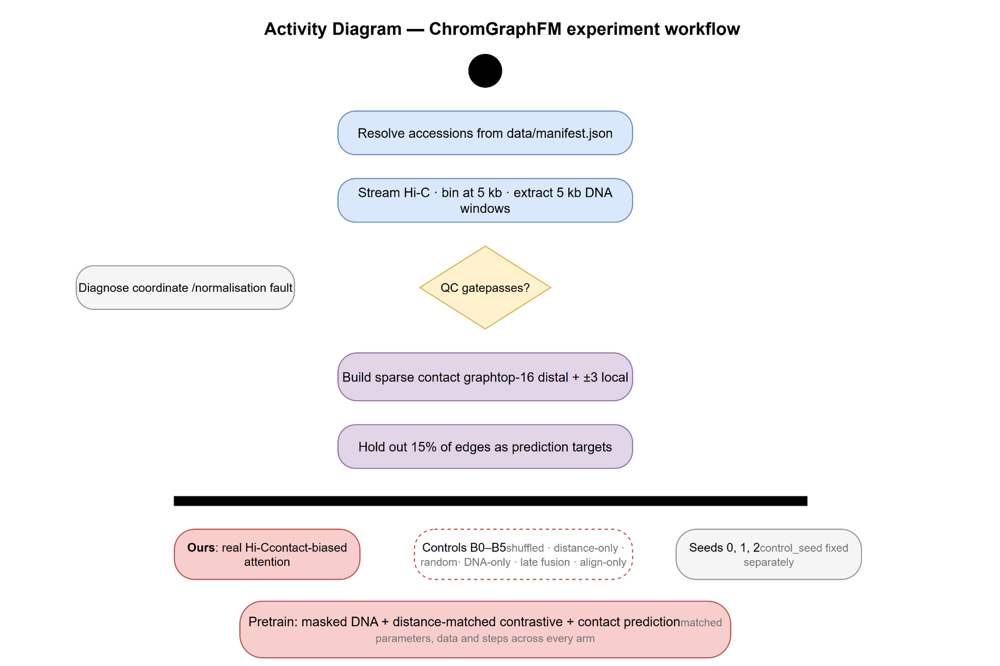 Activity Diagram — ChromGraphFM experiment workflow
Resolve accessions from data/manifest.json
Stream Hi-C · bin at 5 kb · extract 5 kb DNA
windows
Diagnose coordinate /normalisation fault
QC gatepasses?
Build sparse contact graphtop-16 distal + ±3 local
Hold out 15% of edges as prediction targets
Ours: real Hi-Ccontact-biased
attention
Controls B0–B5shuffled · distance-only ·
random· DNA-only · late fusion · align-only
Seeds 0, 1, 2control_seed fixed
separately
Pretrain: masked DNA + distance-matched contrastive + contact predictionmatched
parameters, data and steps across every arm